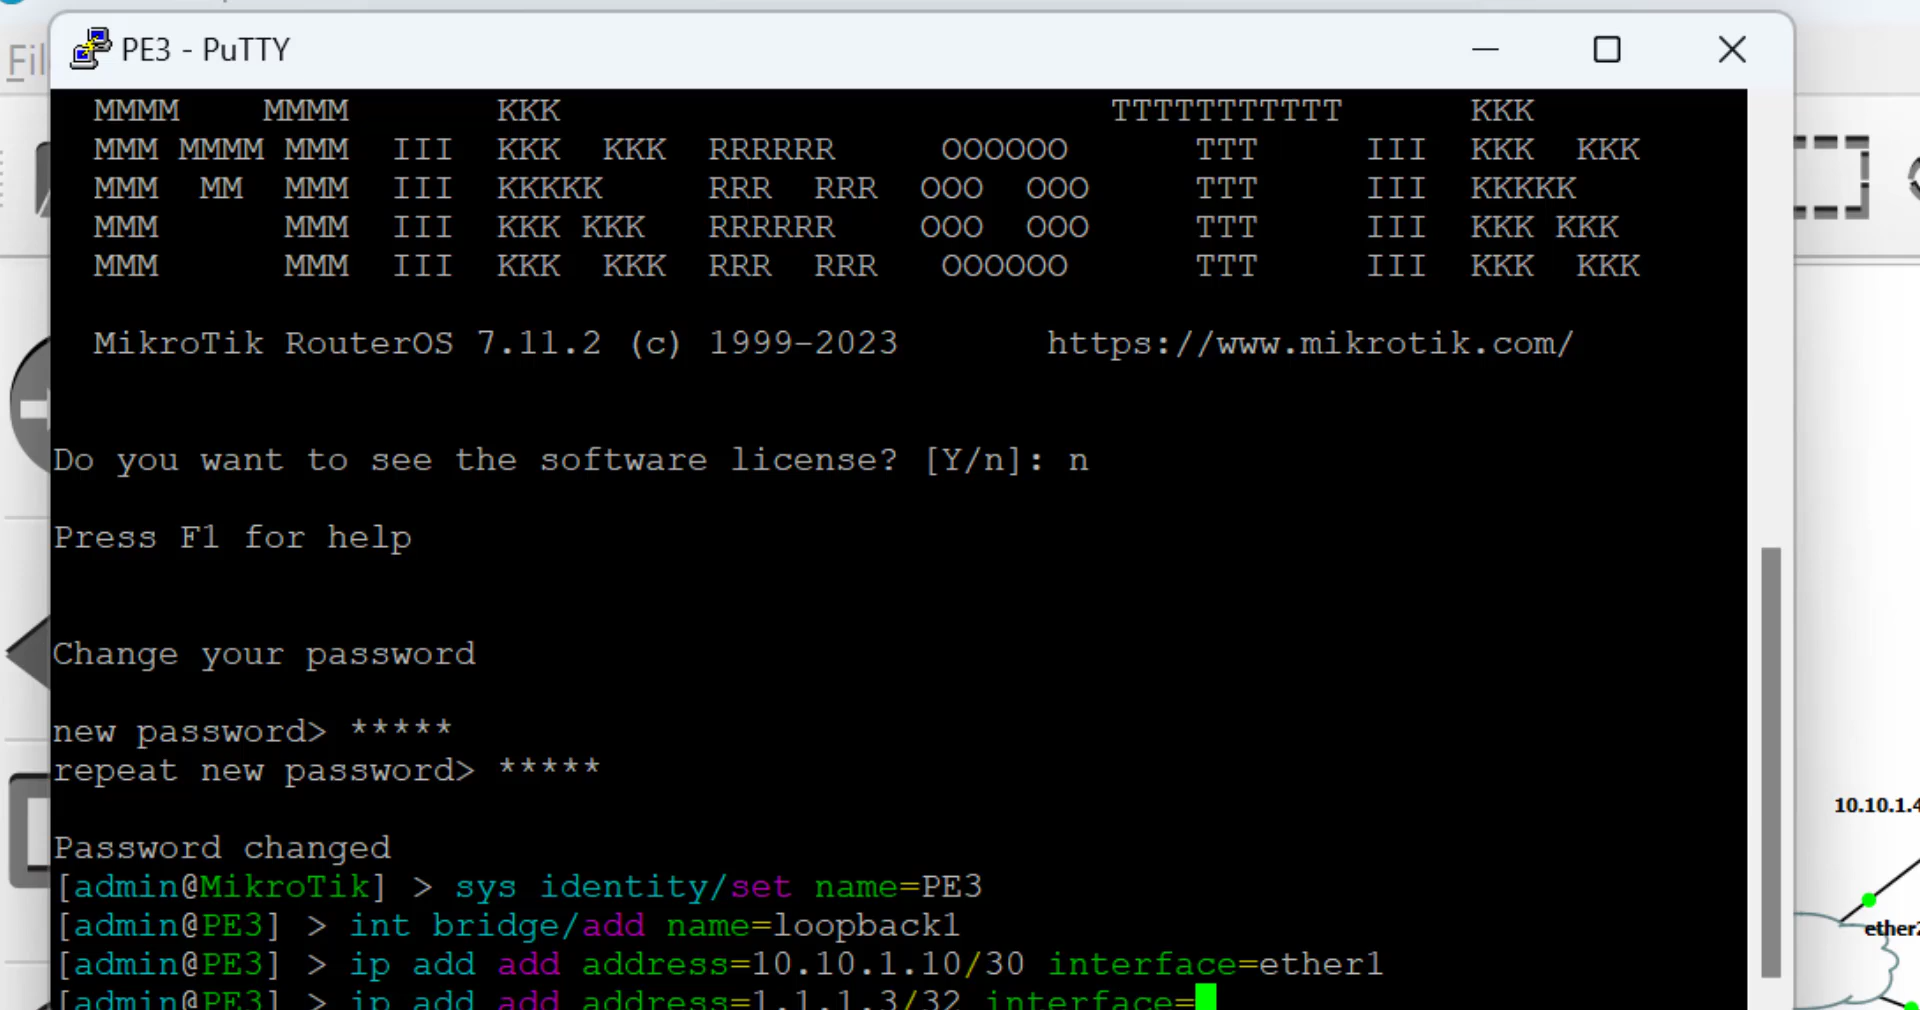 Fil
PE3 - PuTTY
MMMM    MMMM       KKK                          TTTTTTTTTTT      KKK
MMM MMMM MMM  III  KKK  KKK  RRRRRR     OOOOOO      TTT     III  KKK  KKK
MMM  MM  MMM  III  KKKKK     RRR  RRR  OOO  OOO     TTT     III  KKKKK
MMM      MMM  III  KKK KKK   RRRRRR    OOO  OOO     TTT     III  KKK KKK
MMM      MMM  III  KKK  KKK  RRR  RRR   OOOOOO      TTT     III  KKK  KKK
MikroTik RouterOS 7.11.2 (c) 1999-2023       https://www.mikrotik.com/
Do you want to see the software license? [Y/n]: n
Press F1 for help
Change your password
new password> *****
repeat new password> *****
Password changed
[admin@MikroTik] > sys identity/set name=PE3
[admin@PE3] > int bridge/add name=loopback1
[admin@PE3] > ip add add address=10.10.1.10/30 interface=ether1
[admin@PE3] > ip add add address=1.1.1.3/32 interface=
10.10.1.4
ether2